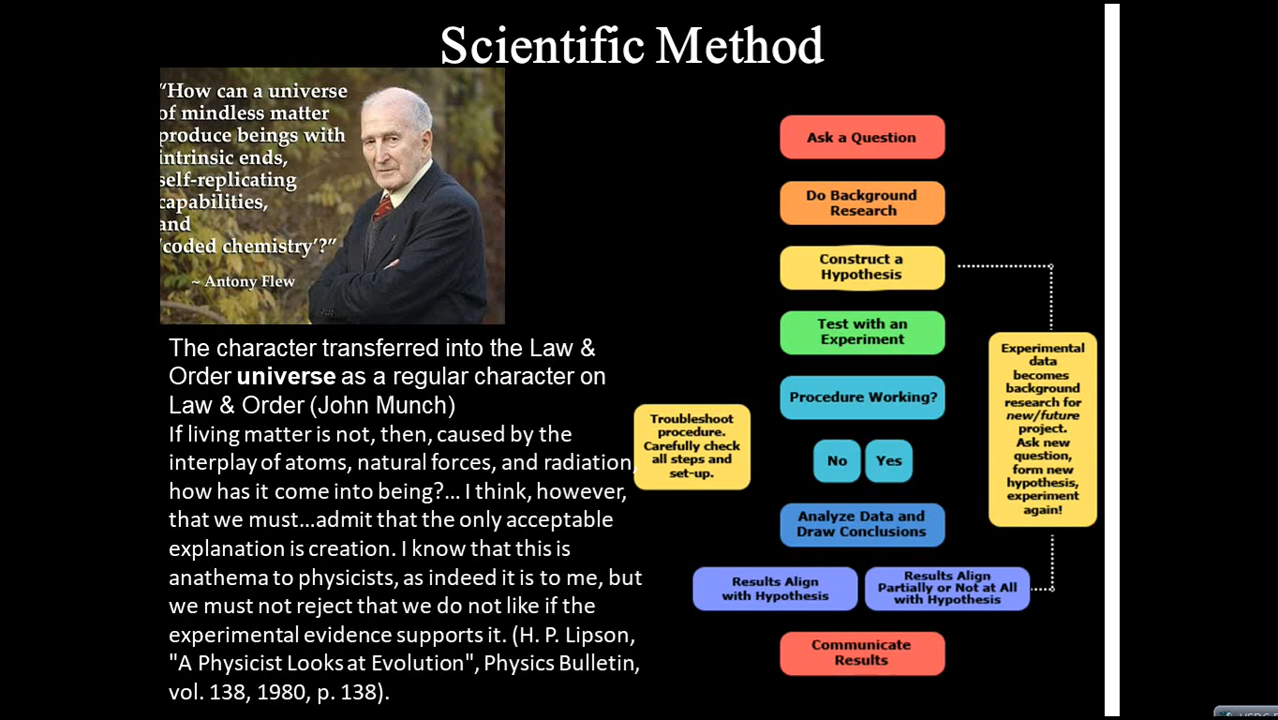 Scientific Method
“How can a universe
of mindless matter
produce beings with
intrinsic ends,
self-replicating
capabilities,
and
‘coded chemistry’?”
~ Antony Flew
The character transferred into the Law &
Order universe as a regular character on
Law & Order (John Munch)
If living matter is not, then, caused by the
interplay of atoms, natural forces, and radiation,
how has it come into being?... I think, however,
that we must...admit that the only acceptable
explanation is creation. I know that this is
anathema to physicists, as indeed it is to me, but
we must not reject that we do not like if the
experimental evidence supports it. (H. P. Lipson,
"A Physicist Looks at Evolution", Physics Bulletin,
vol. 138, 1980, p. 138).
Ask a Question
Do Background
Research
Construct a
Hypothesis
Test with an
Experiment
Procedure Working?
Troubleshoot
procedure.
Carefully check
all steps and
set-up.
No
Yes
Analyze Data and
Draw Conclusions
Results Align
with Hypothesis
Results Align
Partially or Not at All
with Hypothesis
Communicate
Results
Experimental
data
becomes
background
research for
new/future
project.
Ask new
question,
form new
hypothesis,
experiment
again!